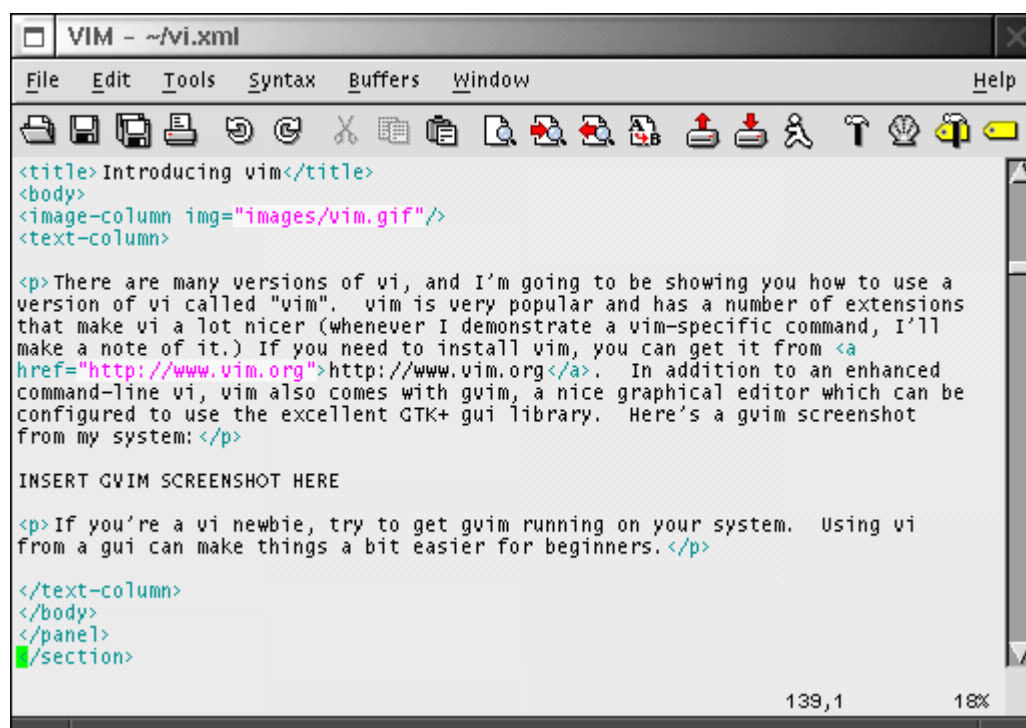 VIM - ~/vi.xml
File Edit Tools Syntax Buffers Window Help
<title>Introducing vim</title>
<body>
<image-column img="images/vim.gif"/>
<text-column>
<p>There are many versions of vi, and I'm going to be showing you how to use a
version of vi called "vim".  vim is very popular and has a number of extensions
that make vi a lot nicer (whenever I demonstrate a vim-specific command, I'll
make a note of it.) If you need to install vim, you can get it from <a
href="http://www.vim.org">http://www.vim.org</a>.  In addition to an enhanced
command-line vi, vim also comes with gvim, a nice graphical editor which can be
configured to use the excellent GTK+ gui library.  Here's a gvim screenshot
from my system:</p>
INSERT GVIM SCREENSHOT HERE
<p>If you're a vi newbie, try to get gvim running on your system.  Using vi
from a gui can make things a bit easier for beginners.</p>
</text-column>
</body>
</panel>
</section>
139,1 18%